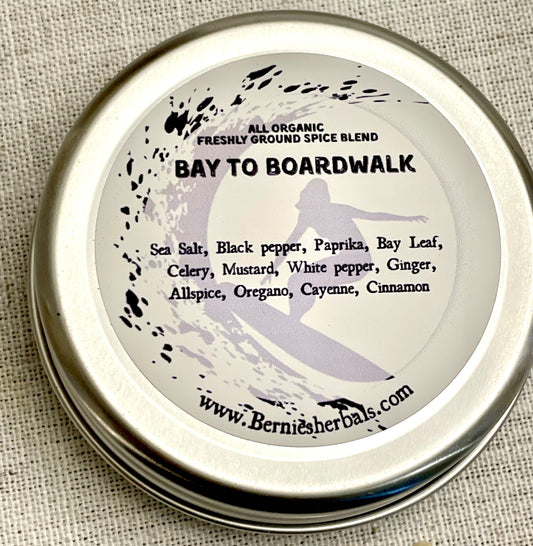 ALL ORGANIC
FRESHLY GROUND SPICE BLEND
BAY TO BOARDWALK
Sea Salt, Black pepper, Paprika, Bay Leaf,
Celery, Mustard, White pepper, Ginger,
Allspice, Oregano, Cayenne, Cinnamon
www.Berniesherbals.com